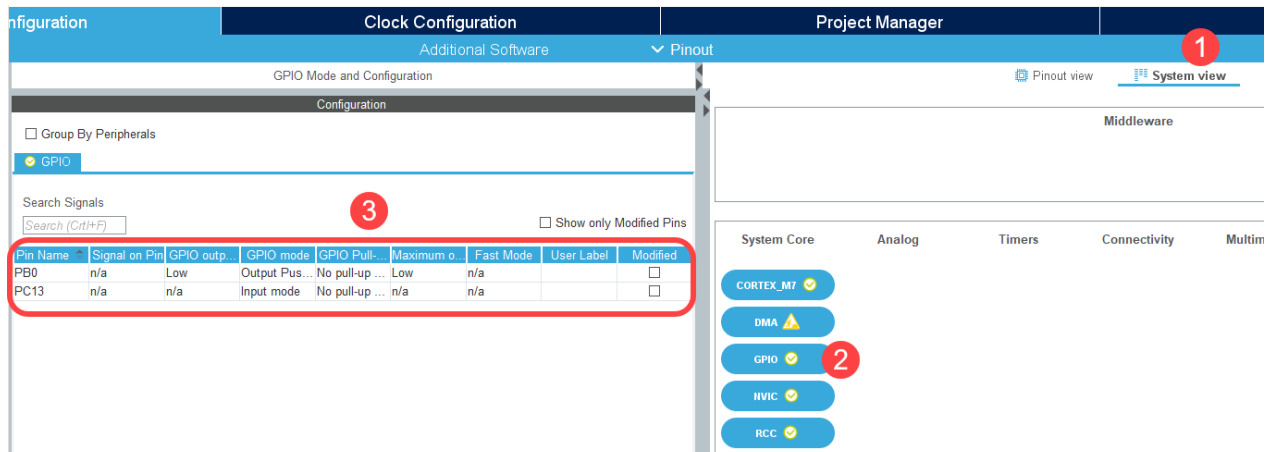 nfiguration
Clock Configuration
Project Manager
Additional Software
Pinout
1
GPIO Mode and Configuration
Pinout view
System view
Configuration
Middleware
Group By Peripherals
GPIO
Search Signals
Search (CrtI+F)
3
Show only Modified Pins
Pin Name Signal on Pin GPIO outp... GPIO mode GPIO Pull-... Maximum o... Fast Mode User Label Modified
PB0 n/a Low Output Pus... No pull-up ... Low n/a
PC13 n/a n/a Input mode No pull-up ... n/a n/a
System Core Analog Timers Connectivity Multim
CORTEX_M7
DMA
GPIO
2
NVIC
RCC